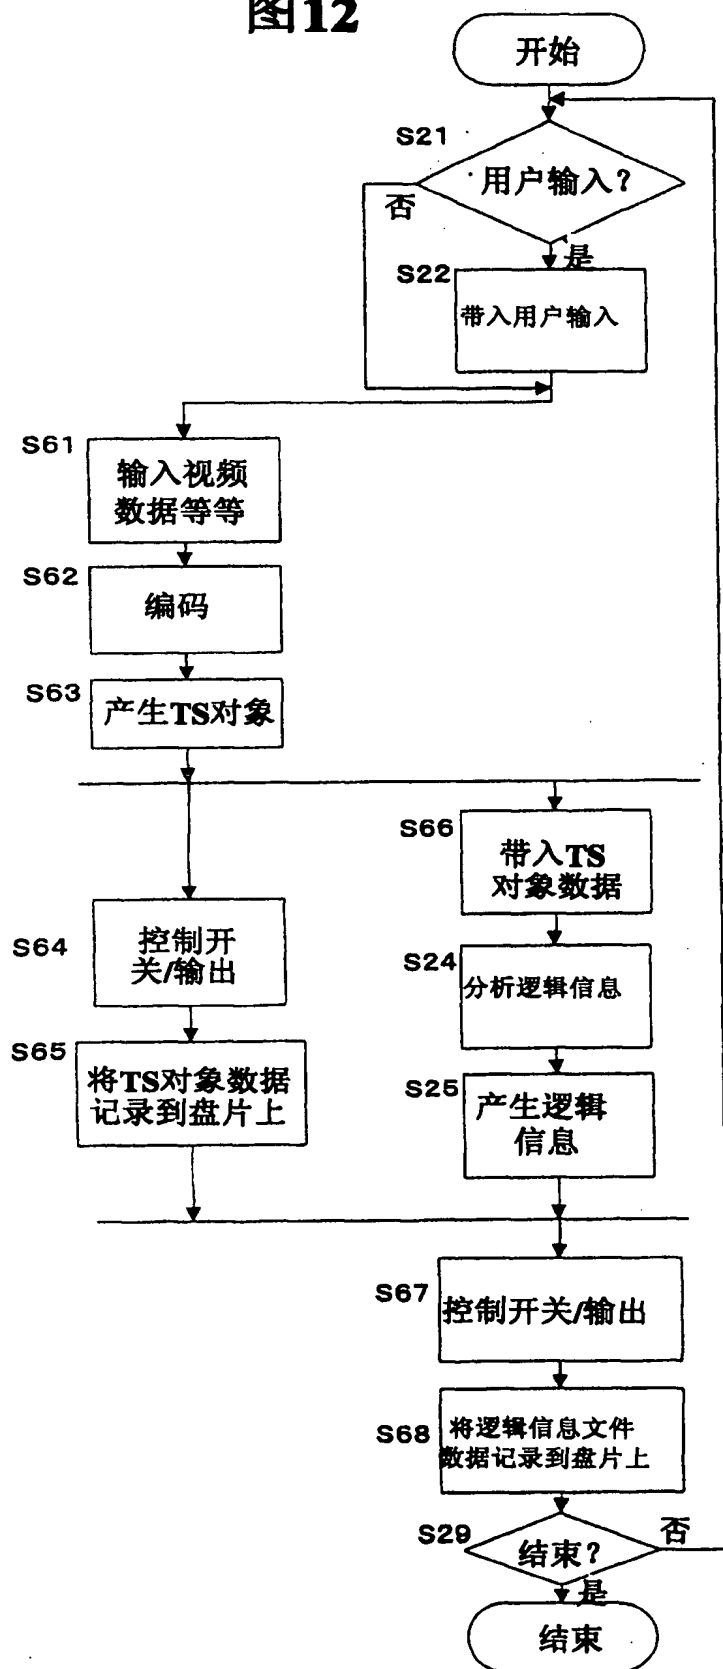 图12
开始
S21
用户输入?
否
是
S22
带入用户输入
S61
输入视频
数据等等
S62
编码
S63
产生TS对象
S66
带入TS
对象数据
S64
控制开
关/输出
S24
分析逻辑信息
S65
将TS对象数据
记录到盘片上
S25
产生逻辑
信息
S67
控制开关/输出
S68
将逻辑信息文件
数据记录到盘片上
S29
结束?
否
是
结束